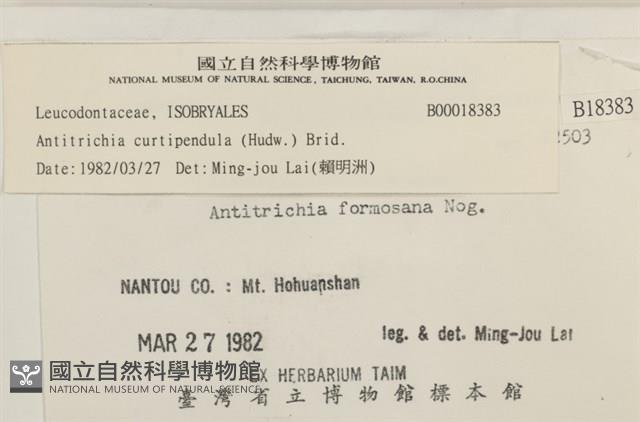 國立自然科學博物館
NATIONAL MUSEUM OF NATURAL SCIENCE, TAICHUNG, TAIWAN, R.O.CHINA
Leucodontaceae, ISOBRYALES B00018383
Antitrichia curtipendula (Hudw.) Brid.
Date:1982/03/27 Det:Ming-jou Lai(賴明洲)
B18383
2503
Antitrichia formosana Nog.
NANTOU CO. : Mt. Hohuanshan
MAR 27 1982
leg. & det. Ming-Jou Lai
EX HERBARIUM TAIM
臺灣省立博物館標本館
國立自然科學博物館
NATIONAL MUSEUM OF NATURAL SCIENCE